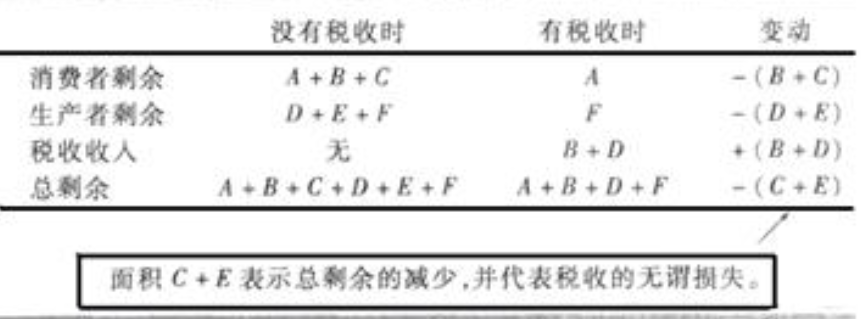 没有税收时 有税收时 变动
消费者剩余 A + B + C A - ( B + C )
生产者剩余 D + E + F F - ( D + E )
税收收入 无 B + D + ( B + D )
总剩余 A + B + C + D + E + F A + B + D + F - ( C + E )
面积 C + E 表示总剩余的减少,并代表税收的无谓损失。